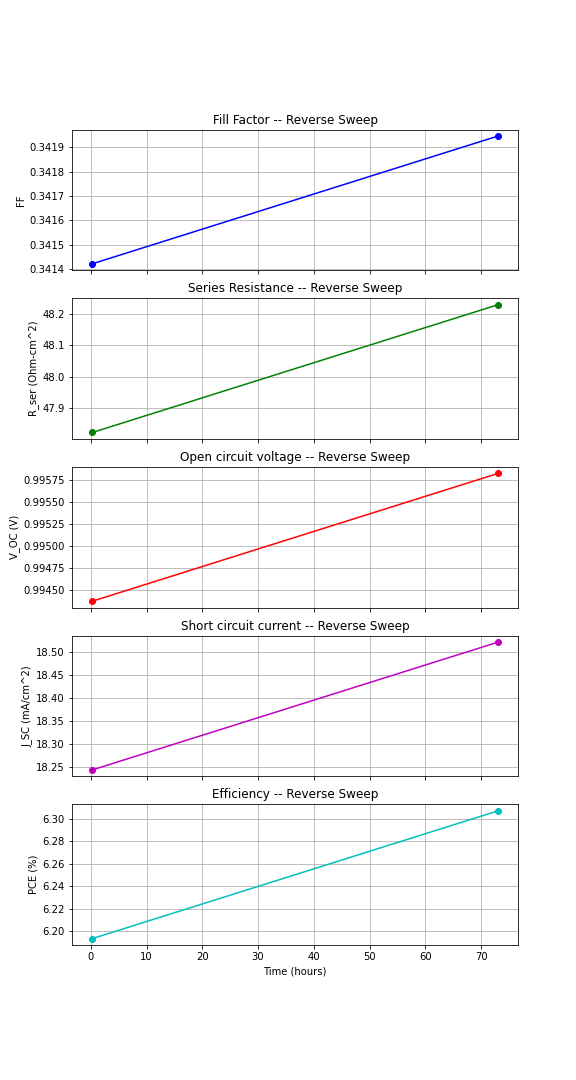 Fill Factor -- Reverse Sweep
0.3419
0.3418
0.3417
0.3416
0.3415
0.3414
FF
Series Resistance -- Reverse Sweep
48.2
48.1
48.0
47.9
R_ser (Ohm-cm^2)
Open circuit voltage -- Reverse Sweep
0.99575
0.99550
0.99525
0.99500
0.99475
0.99450
V_OC (V)
Short circuit current -- Reverse Sweep
18.50
18.45
18.40
18.35
18.30
18.25
J_SC (mA/cm^2)
Efficiency -- Reverse Sweep
6.30
6.28
6.26
6.24
6.22
6.20
PCE (%)
0 10 20 30 40 50 60 70
Time (hours)